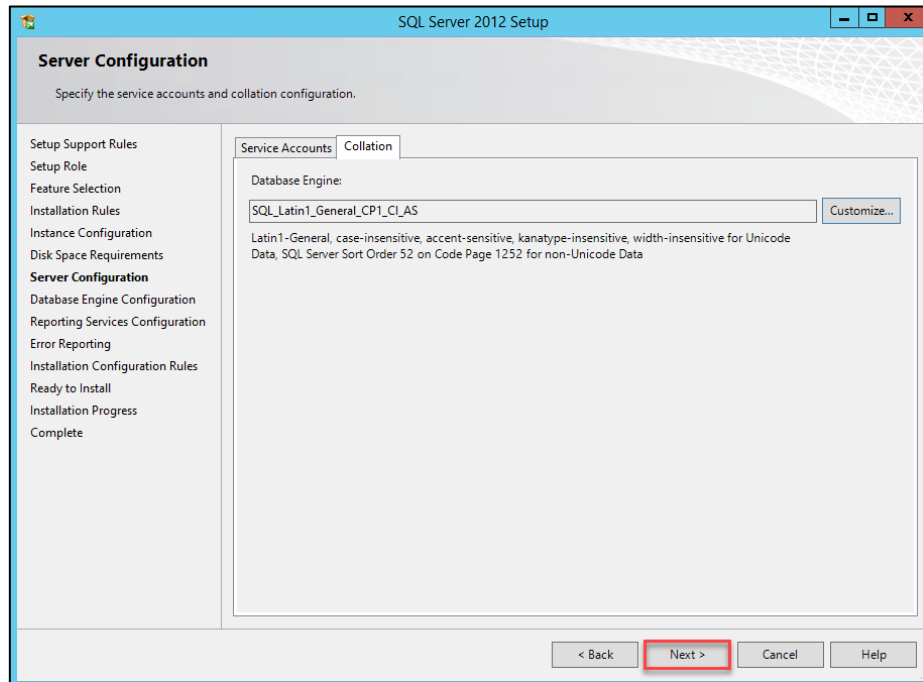 SQL Server 2012 Setup
Server Configuration
Specify the service accounts and collation configuration.
Setup Support Rules
Setup Role
Feature Selection
Installation Rules
Instance Configuration
Disk Space Requirements
Server Configuration
Database Engine Configuration
Reporting Services Configuration
Error Reporting
Installation Configuration Rules
Ready to Install
Installation Progress
Complete
Service Accounts Collation
Database Engine:
SQL_Latin1_General_CP1_CI_AS Customize...
Latin1-General, case-insensitive, accent-sensitive, kanatype-insensitive, width-insensitive for Unicode
Data, SQL Server Sort Order 52 on Code Page 1252 for non-Unicode Data
< Back Next > Cancel Help